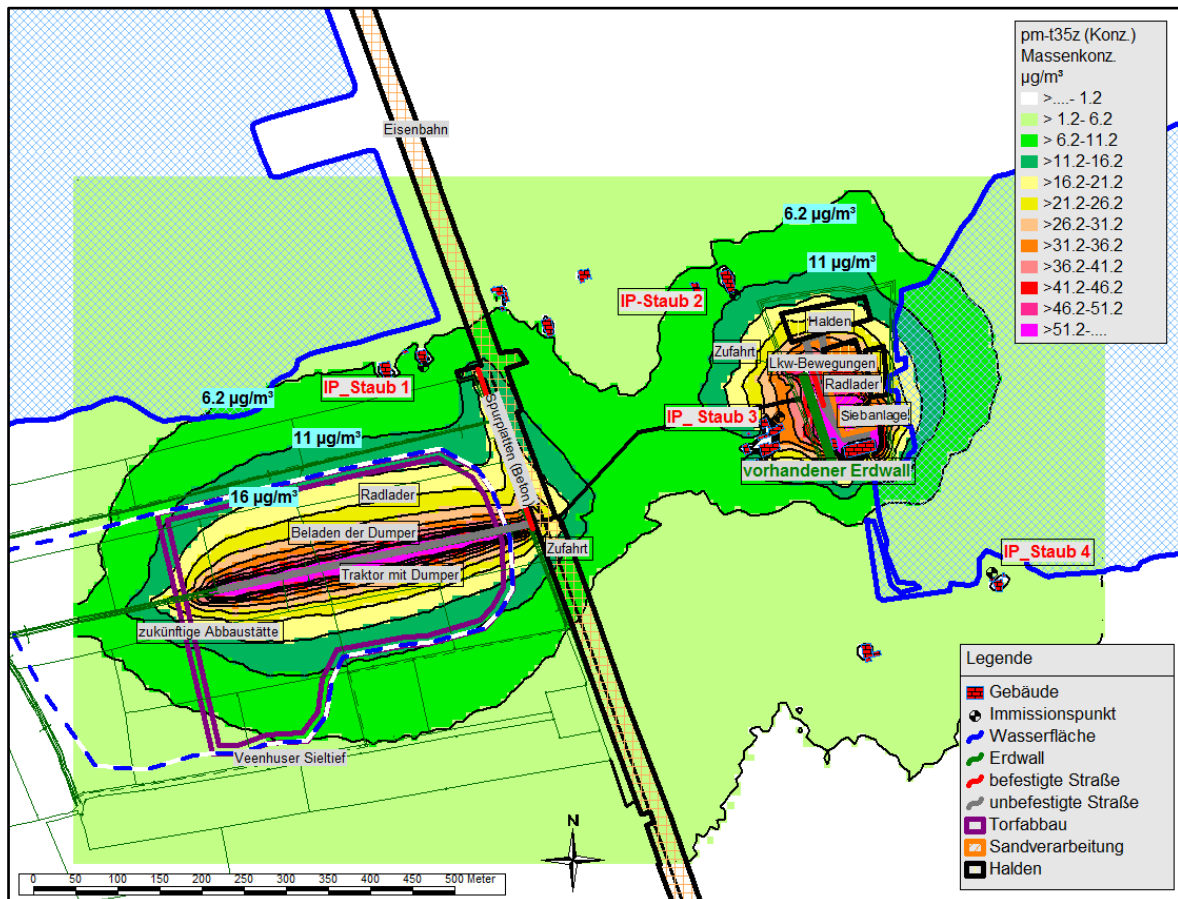 pm-t35z (Konz.)
Massenkonz.
µg/m³
>....- 1.2
> 1.2- 6.2
> 6.2-11.2
>11.2-16.2
>16.2-21.2
>21.2-26.2
>26.2-31.2
>31.2-36.2
>36.2-41.2
>41.2-46.2
>46.2-51.2
>51.2-....
Eisenbahn
6.2 µg/m³
11 µg/m³
IP-Staub 2
Halden
Zufahrt
Lkw-Bewegungen
Radlader
IP_Staub 1
6.2 µg/m³
Spurplatten (Beton)
IP_ Staub 3
Siebanlage
11 µg/m³
vorhandener Erdwall
16 µg/m³
Radlader
Beladen der Dumper
Zufahrt
IP_Staub 4
Traktor mit Dumper
zukünftige Abbaustätte
Veenhuser Sieltief
Legende
Gebäude
Immissionspunkt
Wasserfläche
Erdwall
befestigte Straße
unbefestigte Straße
Torfabbau
Sandverarbeitung
Halden
N
0 50 100 150 200 250 300 350 400 450 500 Meter